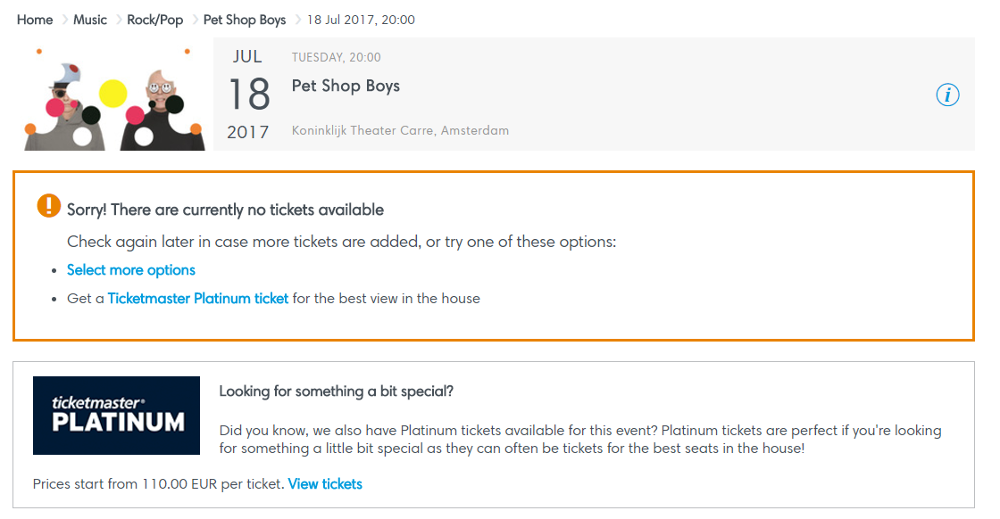 Home > Music > Rock/Pop > Pet Shop Boys > 18 Jul 2017, 20:00
JUL
18
2017
TUESDAY, 20:00
Pet Shop Boys
Koninklijk Theater Carre, Amsterdam
i
Sorry! There are currently no tickets available
Check again later in case more tickets are added, or try one of these options:
• Select more options
• Get a Ticketmaster Platinum ticket for the best view in the house
ticketmaster®
PLATINUM
Looking for something a bit special?
Did you know, we also have Platinum tickets available for this event? Platinum tickets are perfect if you're looking
for something a little bit special as they can often be tickets for the best seats in the house!
Prices start from 110.00 EUR per ticket. View tickets